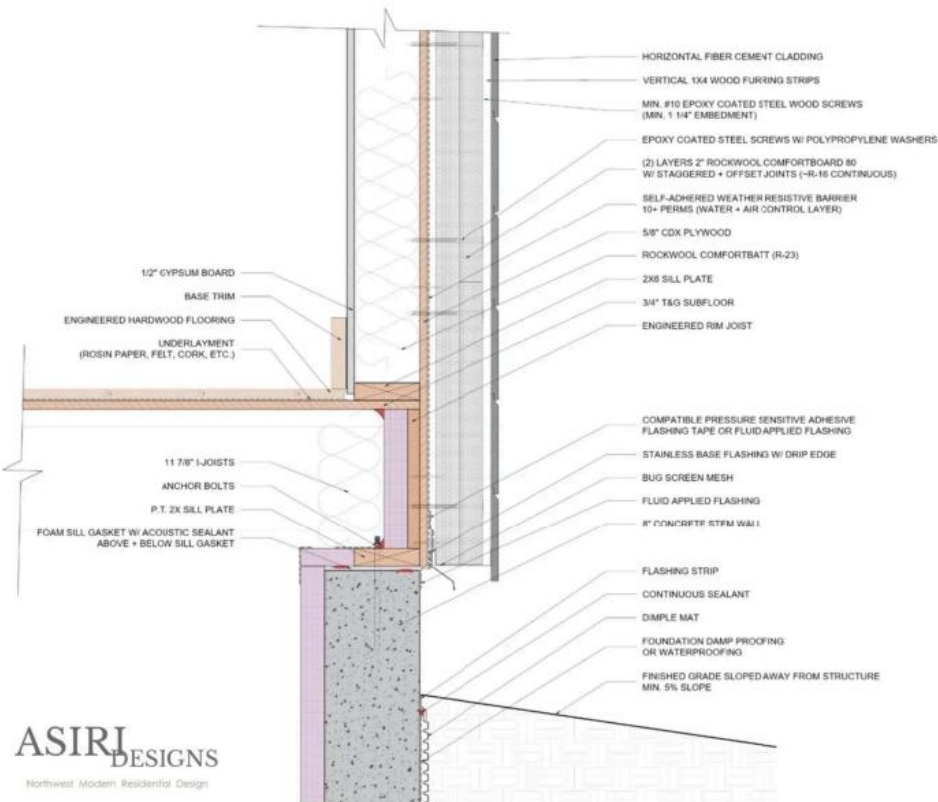 HORIZONTAL FIBER CEMENT CLADDING
VERTICAL 1X4 WOOD FURRING STRIPS
MIN. #10 EPOXY COATED STEEL WOOD SCREWS
(MIN. 1 1/4" EMBEDMENT)
EPOXY COATED STEEL SCREWS W/ POLYPROPYLENE WASHERS
(2) LAYERS 2" ROCKWOOL COMFORTBOARD 80
W/ STAGGERED + OFFSET JOINTS (~R-16 CONTINUOUS)
SELF-ADHERED WEATHER RESISTIVE BARRIER
10+ PERMS (WATER + AIR CONTROL LAYER)
5/8" CDX PLYWOOD
ROCKWOOL COMFORTBATT (R-23)
2X6 SILL PLATE
3/4" T&G SUBFLOOR
ENGINEERED RIM JOIST
1/2" GYPSUM BOARD
BASE TRIM
ENGINEERED HARDWOOD FLOORING
UNDERLAYMENT
(ROSIN PAPER, FELT, CORK, ETC.)
COMPATIBLE PRESSURE SENSITIVE ADHESIVE
FLASHING TAPE OR FLUID APPLIED FLASHING
STAINLESS BASE FLASHING W/ DRIP EDGE
BUG SCREEN MESH
FLUID APPLIED FLASHING
8" CONCRETE STEM WALL
11 7/8" I-JOISTS
ANCHOR BOLTS
P.T. 2X SILL PLATE
FOAM SILL GASKET W/ ACOUSTIC SEALANT
ABOVE + BELOW SILL GASKET
FLASHING STRIP
CONTINUOUS SEALANT
DIMPLE MAT
FOUNDATION DAMP PROOFING
OR WATERPROOFING
FINISHED GRADE SLOPED AWAY FROM STRUCTURE
MIN. 5% SLOPE
ASIRI DESIGNS
Northwest Modern Residential Design